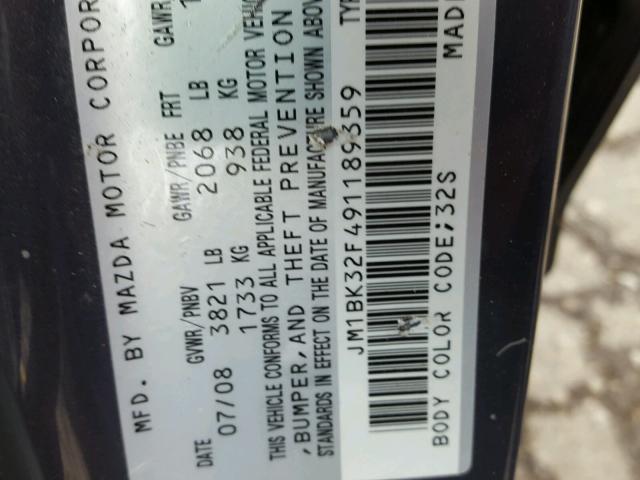 MFD. BY MAZDA MOTOR CORPOR
DATE GVWR/PNBV GAWR/PNBE FRT GAWR
07/08 3821 LB 2068 LB
1733 KG 938 KG
THIS VEHICLE CONFORMS TO ALL APPLICABLE FEDERAL MOTOR VEHIC
,BUMPER,AND THEFT PREVENTION
STANDARDS IN EFFECT ON THE DATE OF MANUFACTURE SHOWN ABOV
JM1BK32F491189359 TYP
BODY COLOR CODE;32S MAD